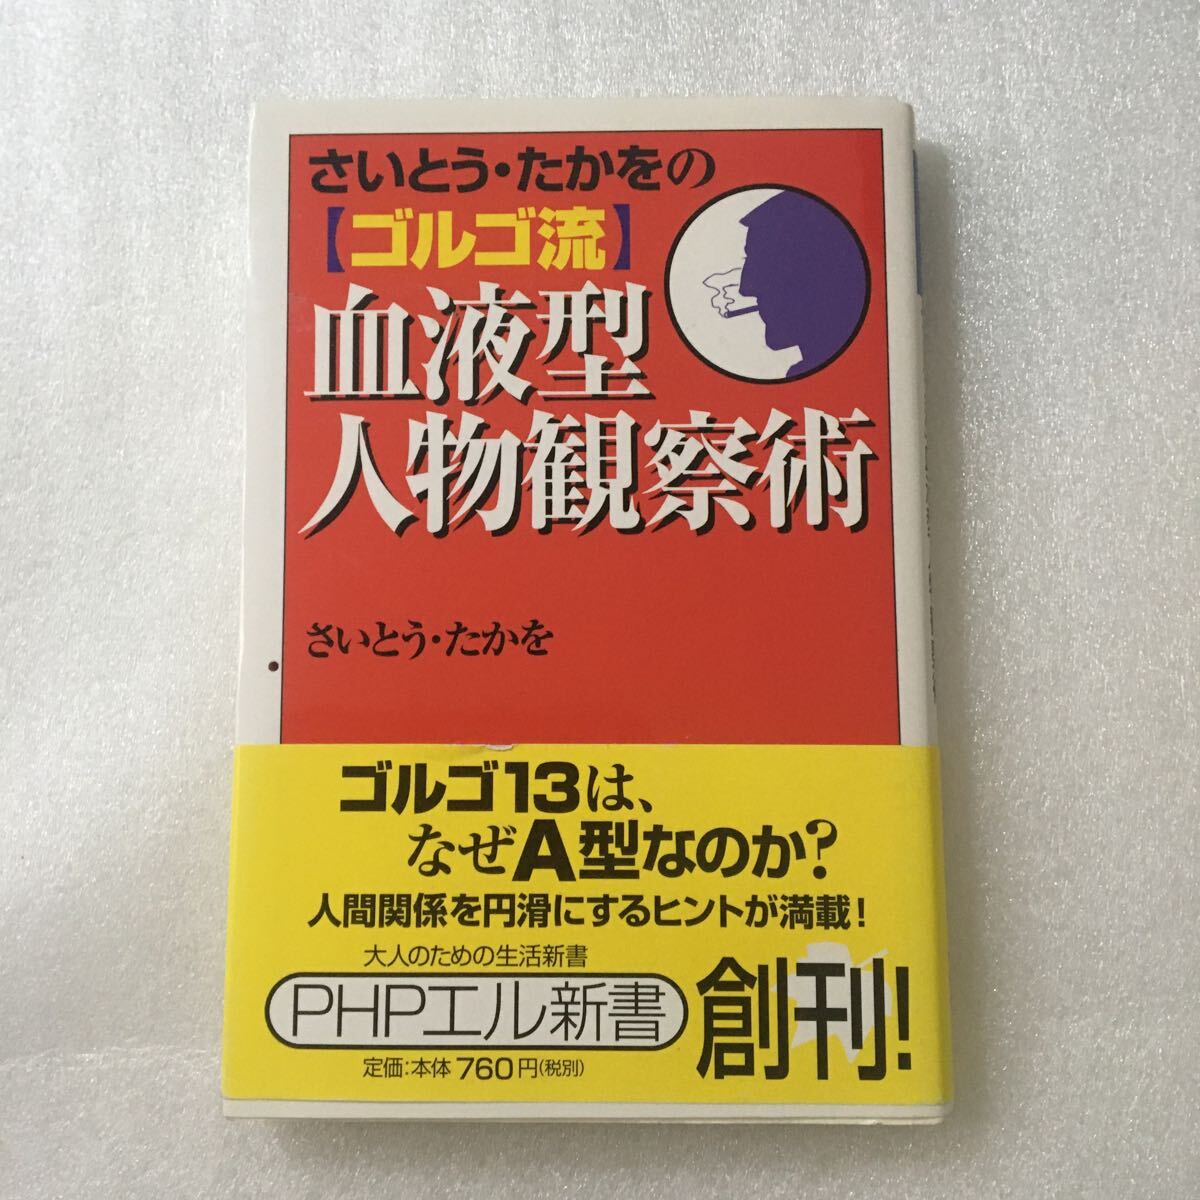 さいとう・たかをの
【ゴルゴ流】
血液型
人物観察術
さいとう・たかを
ゴルゴ13は、
なぜA型なのか?
人間関係を円滑にするヒントが満載!
大人のための生活新書
PHPエル新書
創刊!
定価:本体760円(税別)